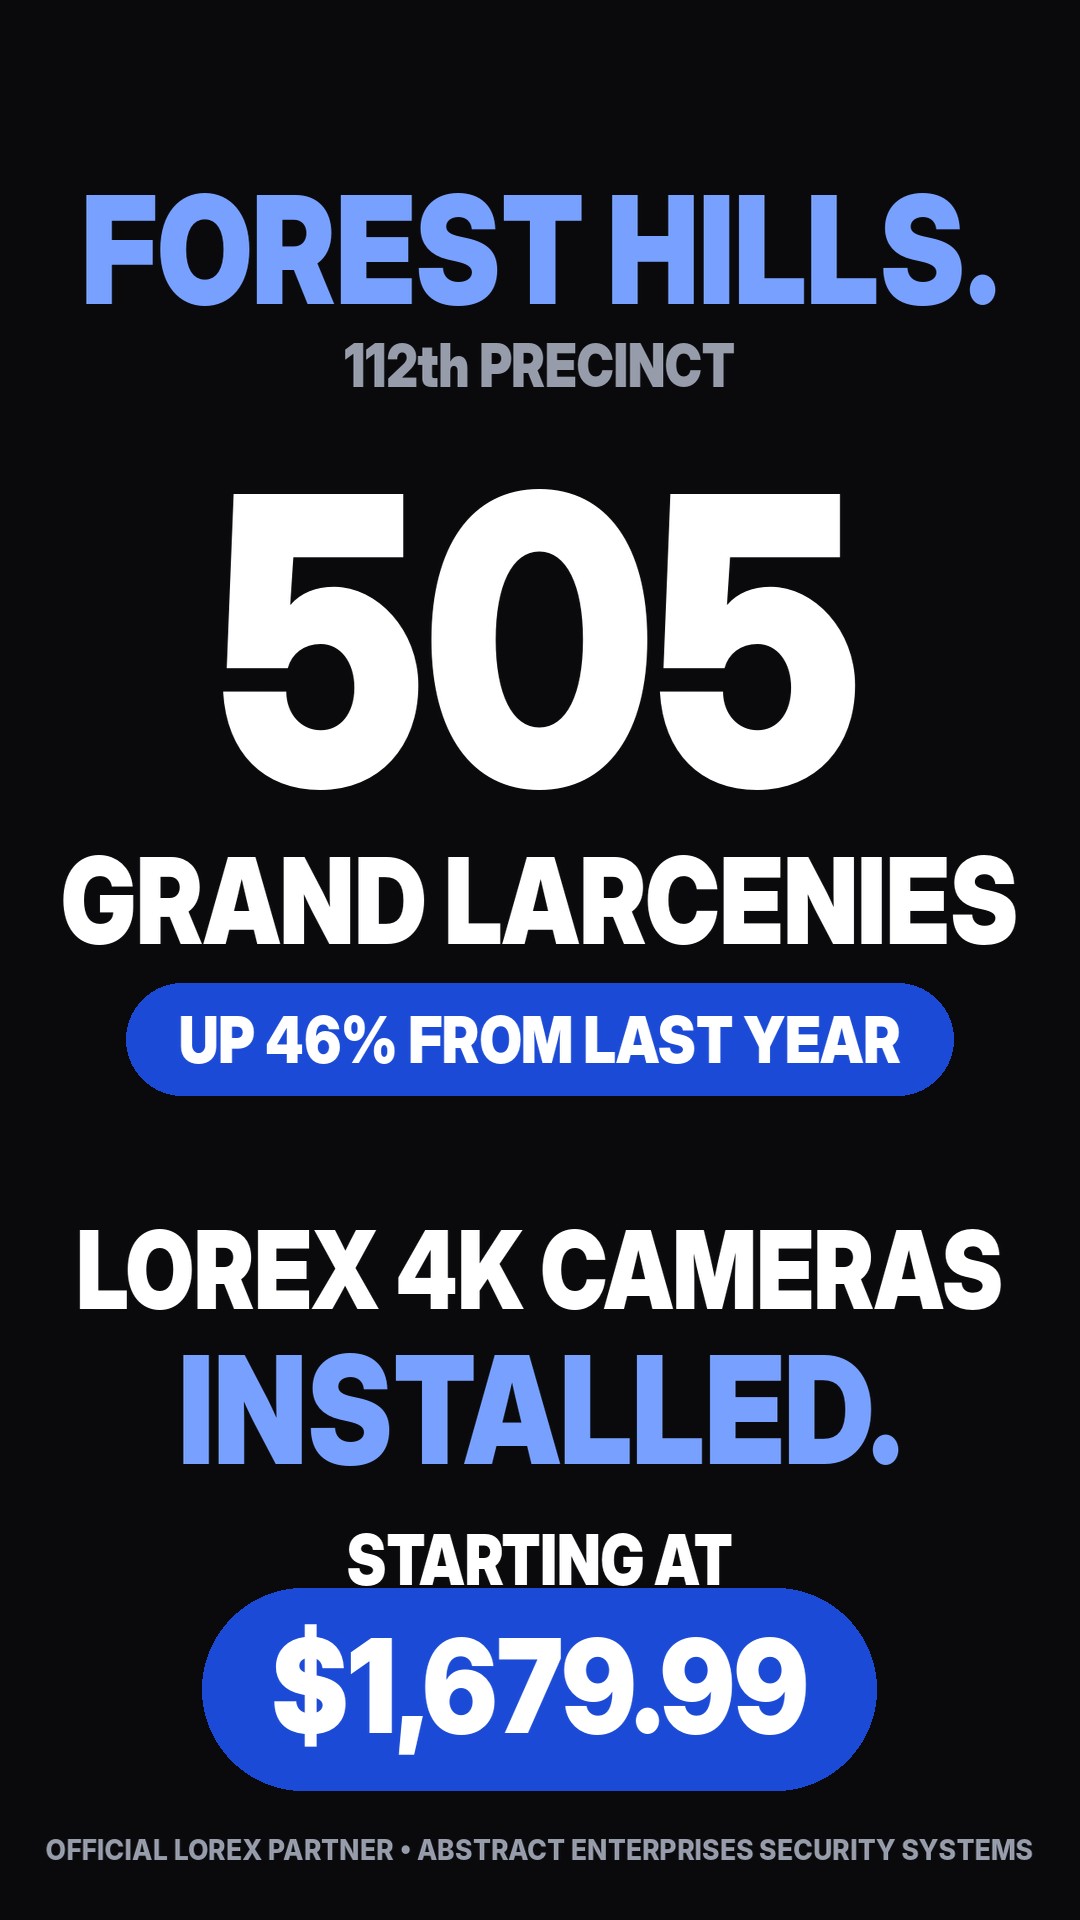 FOREST HILLS.
112th PRECINCT
505
GRAND LARCENIES
UP 46% FROM LAST YEAR
LOREX 4K CAMERAS
INSTALLED.
STARTING AT
$1,679.99
OFFICIAL LOREX PARTNER • ABSTRACT ENTERPRISES SECURITY SYSTEMS